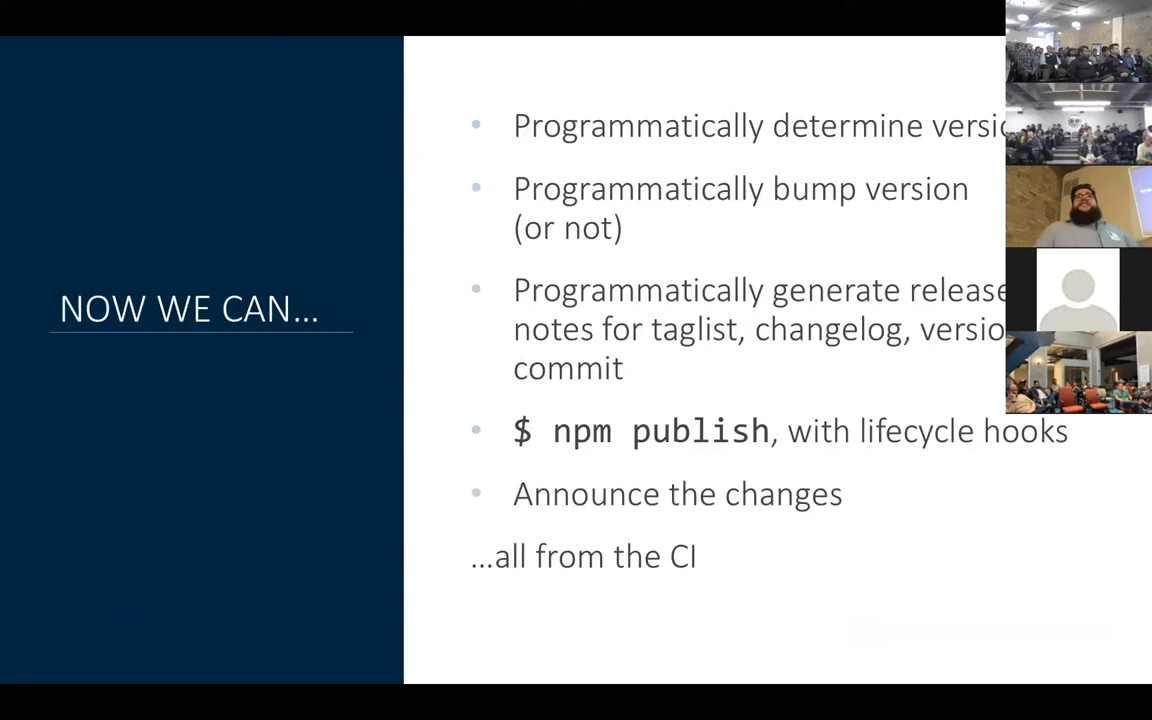 NOW WE CAN...
• Programmatically determine versio
• Programmatically bump version
(or not)
• Programmatically generate release
notes for taglist, changelog, versio
commit
• $ npm publish, with lifecycle hooks
• Announce the changes
...all from the CI